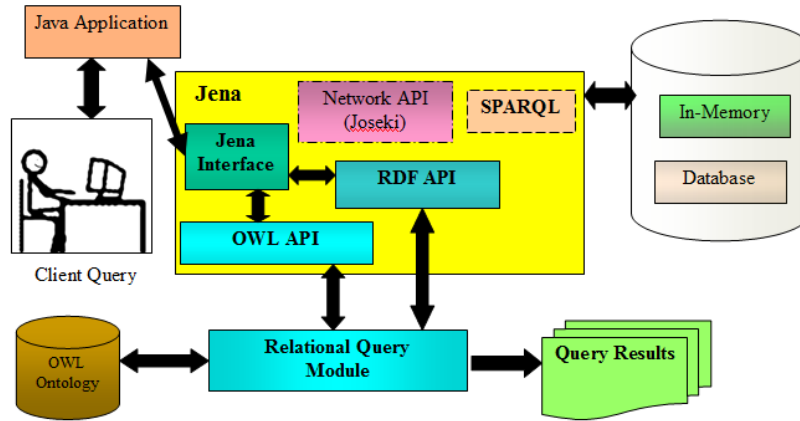 Java Application
Jena
Network API
(Joseki)
SPARQL
In-Memory
Jena
Interface
RDF API
Database
OWL API
Client Query
OWL
Ontology
Relational Query
Module
Query Results